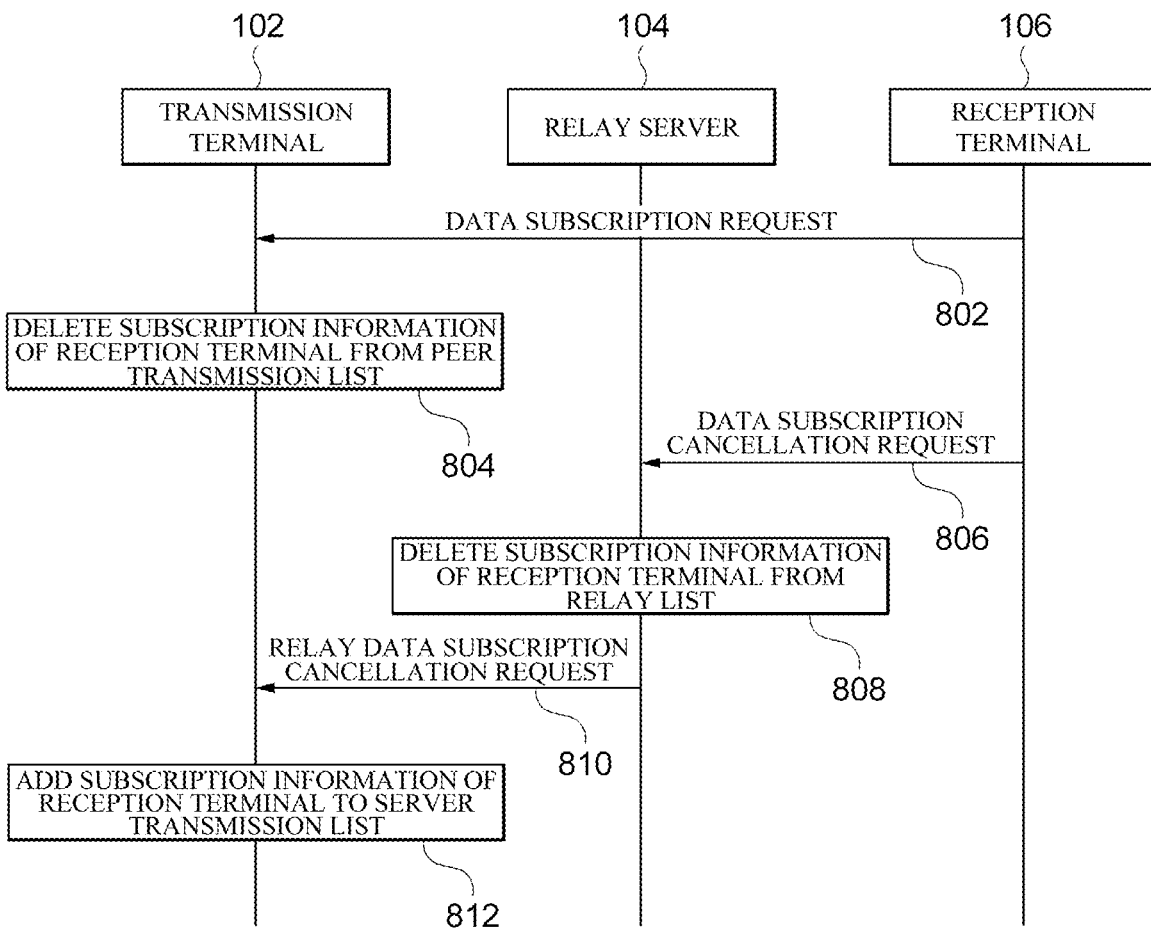 102
104
106
TRANSMISSION
TERMINAL
RELAY SERVER
RECEPTION
TERMINAL
DATA SUBSCRIPTION REQUEST
802
DELETE SUBSCRIPTION INFORMATION
OF RECEPTION TERMINAL FROM PEER
TRANSMISSION LIST
804
DATA SUBSCRIPTION
CANCELLATION REQUEST
806
DELETE SUBSCRIPTION INFORMATION
OF RECEPTION TERMINAL FROM
RELAY LIST
808
RELAY DATA SUBSCRIPTION
CANCELLATION REQUEST
810
ADD SUBSCRIPTION INFORMATION OF
RECEPTION TERMINAL TO SERVER
TRANSMISSION LIST
812